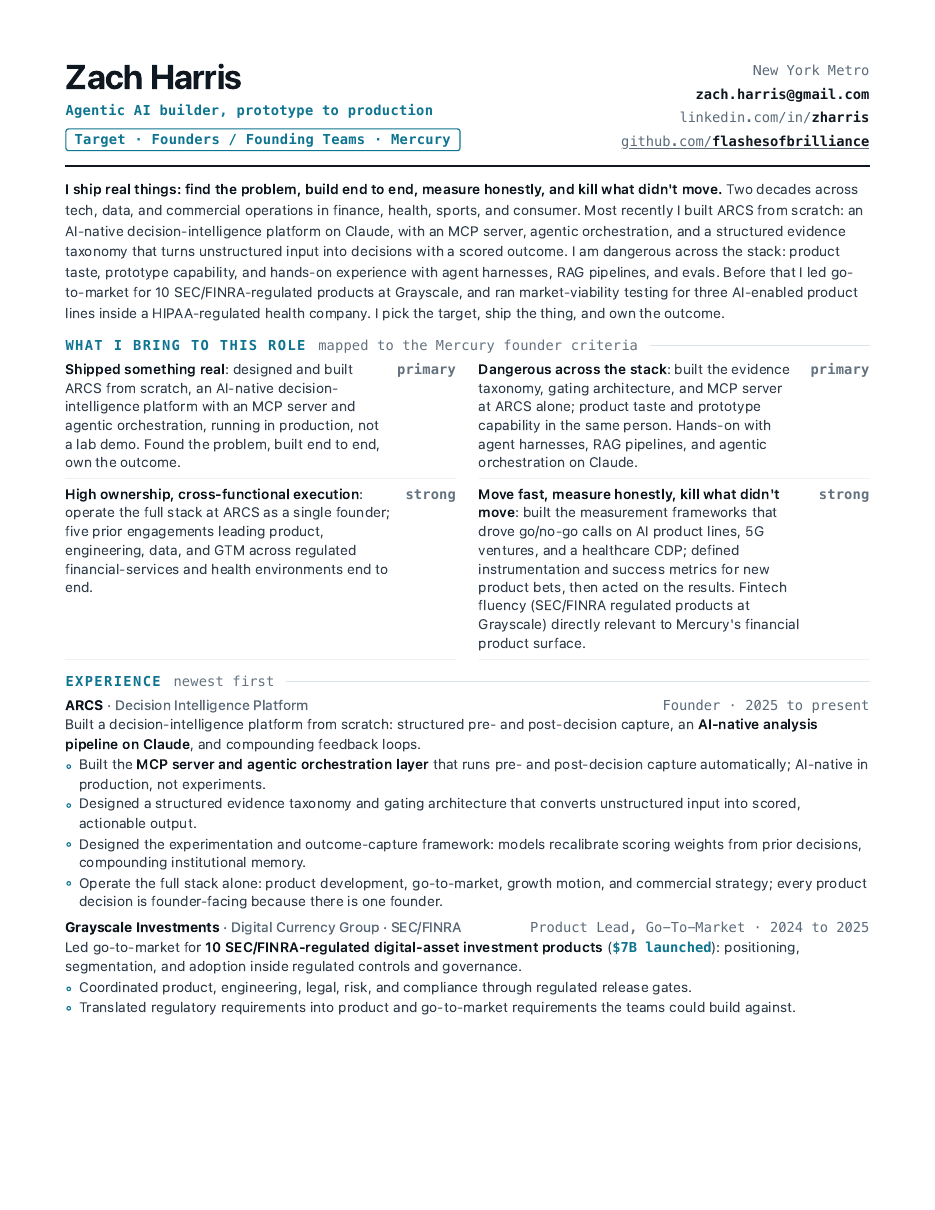 Zach Harris
Agentic AI builder, prototype to production
Target · Founders / Founding Teams · Mercury
New York Metro
zach.harris@gmail.com
linkedin.com/in/zharris
github.com/flashesofbrilliance
I ship real things: find the problem, build end to end, measure honestly, and kill what didn't move. Two decades across
tech, data, and commercial operations in finance, health, sports, and consumer. Most recently I built ARCS from scratch: an
AI-native decision-intelligence platform on Claude, with an MCP server, agentic orchestration, and a structured evidence
taxonomy that turns unstructured input into decisions with a scored outcome. I am dangerous across the stack: product
taste, prototype capability, and hands-on experience with agent harnesses, RAG pipelines, and evals. Before that I led go-
to-market for 10 SEC/FINRA-regulated products at Grayscale, and ran market-viability testing for three AI-enabled product
lines inside a HIPAA-regulated health company. I pick the target, ship the thing, and own the outcome.
WHAT I BRING TO THIS ROLE mapped to the Mercury founder criteria
Shipped something real: designed and built primary
ARCS from scratch, an AI-native decision-
intelligence platform with an MCP server and
agentic orchestration, running in production, not
a lab demo. Found the problem, built end to end,
own the outcome.
Dangerous across the stack: built the evidence primary
taxonomy, gating architecture, and MCP server
at ARCS alone; product taste and prototype
capability in the same person. Hands-on with
agent harnesses, RAG pipelines, and agentic
orchestration on Claude.
High ownership, cross-functional execution: strong
operate the full stack at ARCS as a single founder;
five prior engagements leading product,
engineering, data, and GTM across regulated
financial-services and health environments end to
end.
Move fast, measure honestly, kill what didn't strong
move: built the measurement frameworks that
drove go/no-go calls on AI product lines, 5G
ventures, and a healthcare CDP; defined
instrumentation and success metrics for new
product bets, then acted on the results. Fintech
fluency (SEC/FINRA regulated products at
Grayscale) directly relevant to Mercury's financial
product surface.
EXPERIENCE newest first
ARCS · Decision Intelligence Platform Founder · 2025 to present
Built a decision-intelligence platform from scratch: structured pre- and post-decision capture, an AI-native analysis
pipeline on Claude, and compounding feedback loops.
Built the MCP server and agentic orchestration layer that runs pre- and post-decision capture automatically; AI-native in
production, not experiments.
Designed a structured evidence taxonomy and gating architecture that converts unstructured input into scored,
actionable output.
Designed the experimentation and outcome-capture framework: models recalibrate scoring weights from prior decisions,
compounding institutional memory.
Operate the full stack alone: product development, go-to-market, growth motion, and commercial strategy; every product
decision is founder-facing because there is one founder.
Grayscale Investments · Digital Currency Group · SEC/FINRA Product Lead, Go-To-Market · 2024 to 2025
Led go-to-market for 10 SEC/FINRA-regulated digital-asset investment products ($7B launched): positioning,
segmentation, and adoption inside regulated controls and governance.
Coordinated product, engineering, legal, risk, and compliance through regulated release gates.
Translated regulatory requirements into product and go-to-market requirements the teams could build against.